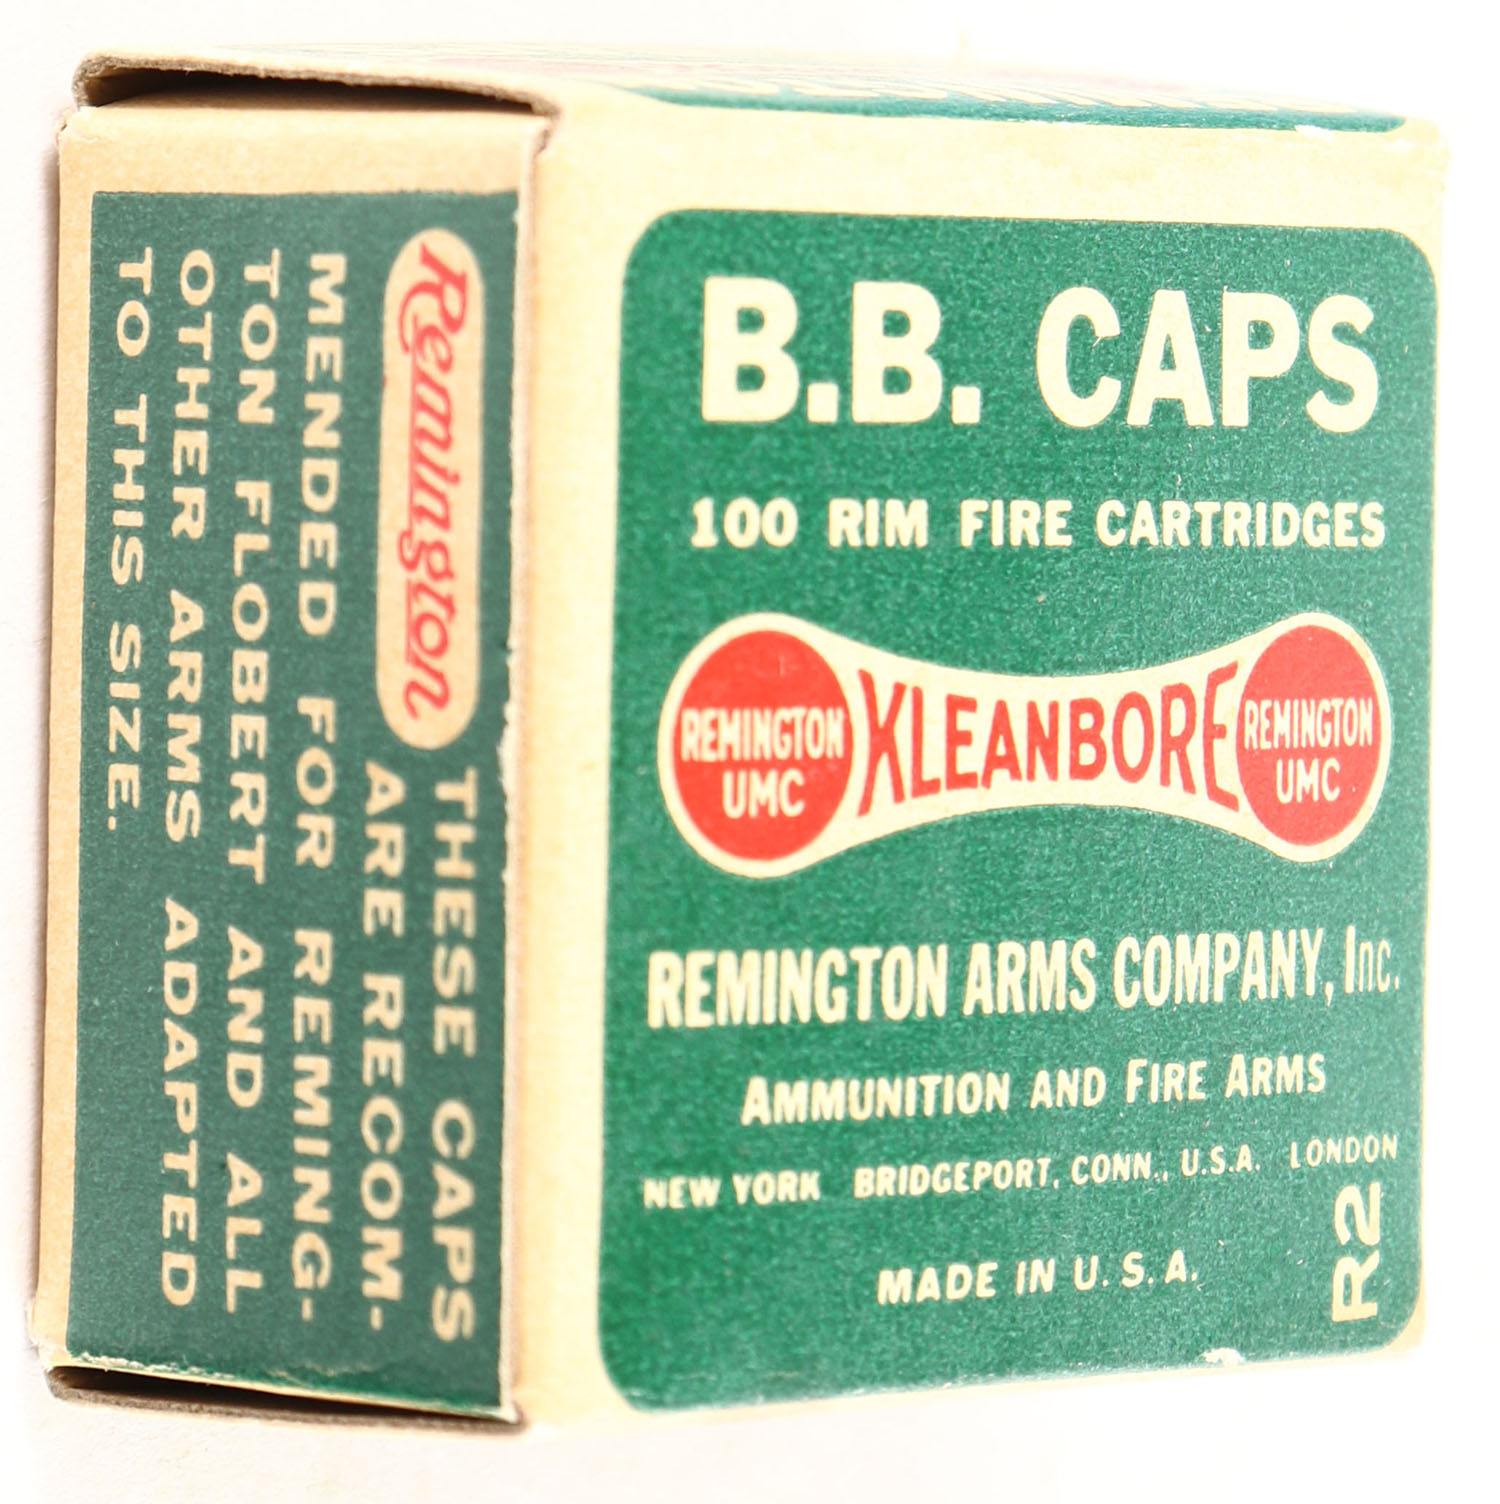 B.B. CAPS
100 RIM FIRE CARTRIDGES
REMINGTON
UMC
KLEANBORE
REMINGTON
UMC
REMINGTON ARMS COMPANY, Inc.
AMMUNITION AND FIRE ARMS
NEW YORK BRIDGEPORT, CONN., U.S.A. LONDON
MADE IN U.S.A.
R2
Remington
THESE CAPS
ARE RECOM-
MENDED FOR REMING-
TON FLOBERT AND ALL
OTHER ARMS ADAPTED
TO THIS SIZE.